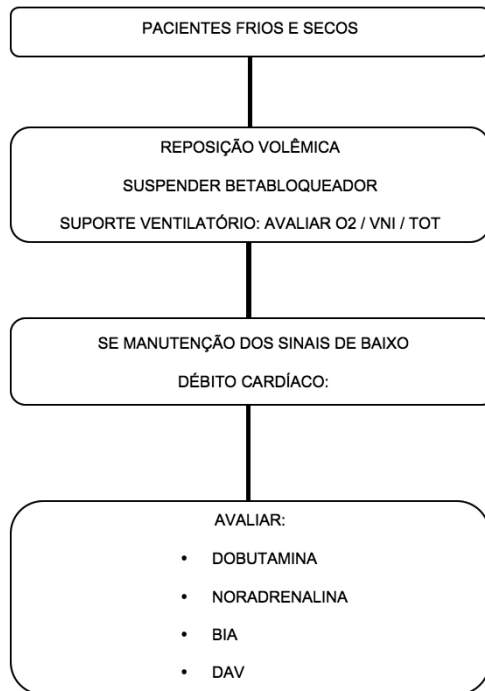 PACIENTES FRIOS E SECOS
REPOSIÇÃO VOLÊMICA
SUSPENDER BETABLOQUEADOR
SUPORTE VENTILATÓRIO: AVALIAR O2 / VNI / TOT
SE MANUTENÇÃO DOS SINAIS DE BAIXO
DÉBITO CARDÍACO:
AVALIAR:
• DOBUTAMINA
• NORADRENALINA
• BIA
• DAV